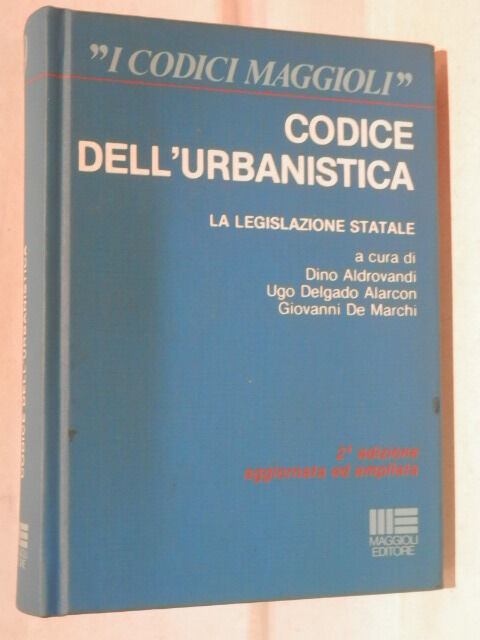 "I CODICI MAGGIOLI"
CODICE
DELL'URBANISTICA
LA LEGISLAZIONE STATALE
a cura di
Dino Aldrovandi
Ugo Delgado Alarcon
Giovanni De Marchi
2ª edizione
aggiornata ed ampliata
MAGGIOLI
EDITORE
CODICE DELL'URBANISTICA